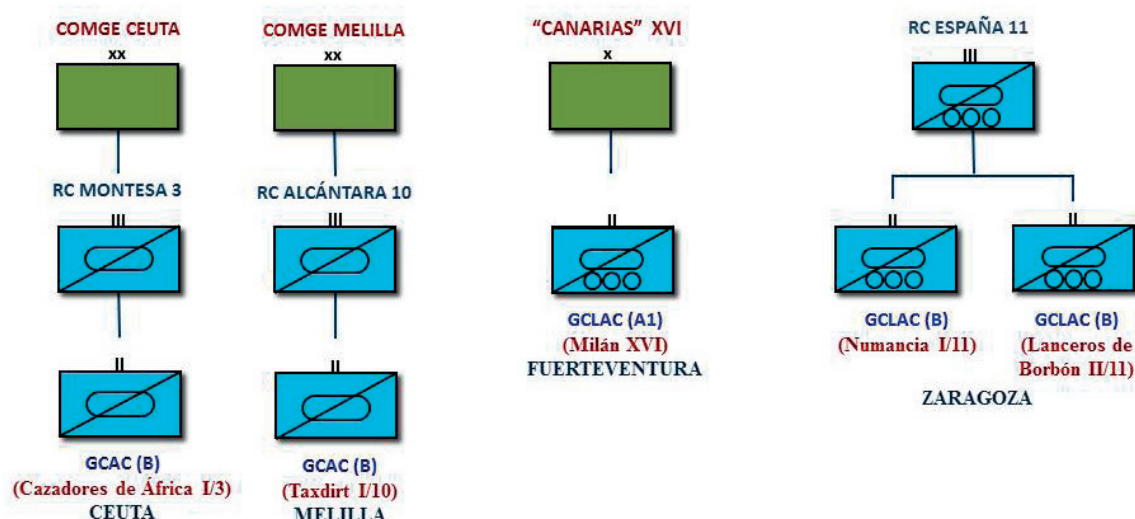 COMGE CEUTA
xx
RC MONTESA 3
III
II
GCAC (B)
(Cazadores de África I/3)
CEUTA
COMGE MELILLA
xx
RC ALCÁNTARA 10
III
II
GCAC (B)
(Taxdirt I/10)
MELILLA
“CANARIAS” XVI
x
II
GCLAC (A1)
(Milán XVI)
FUERTEVENTURA
RC ESPAÑA 11
III
II
GCLAC (B)
(Numancia I/11)
II
GCLAC (B)
(Lanceros de
Borbón II/11)
ZARAGOZA